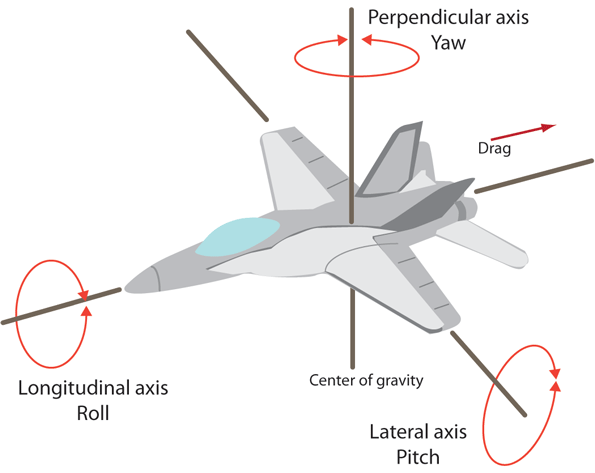 Perpendicular axis
Yaw
Drag
Center of gravity
Longitudinal axis
Roll
Lateral axis
Pitch